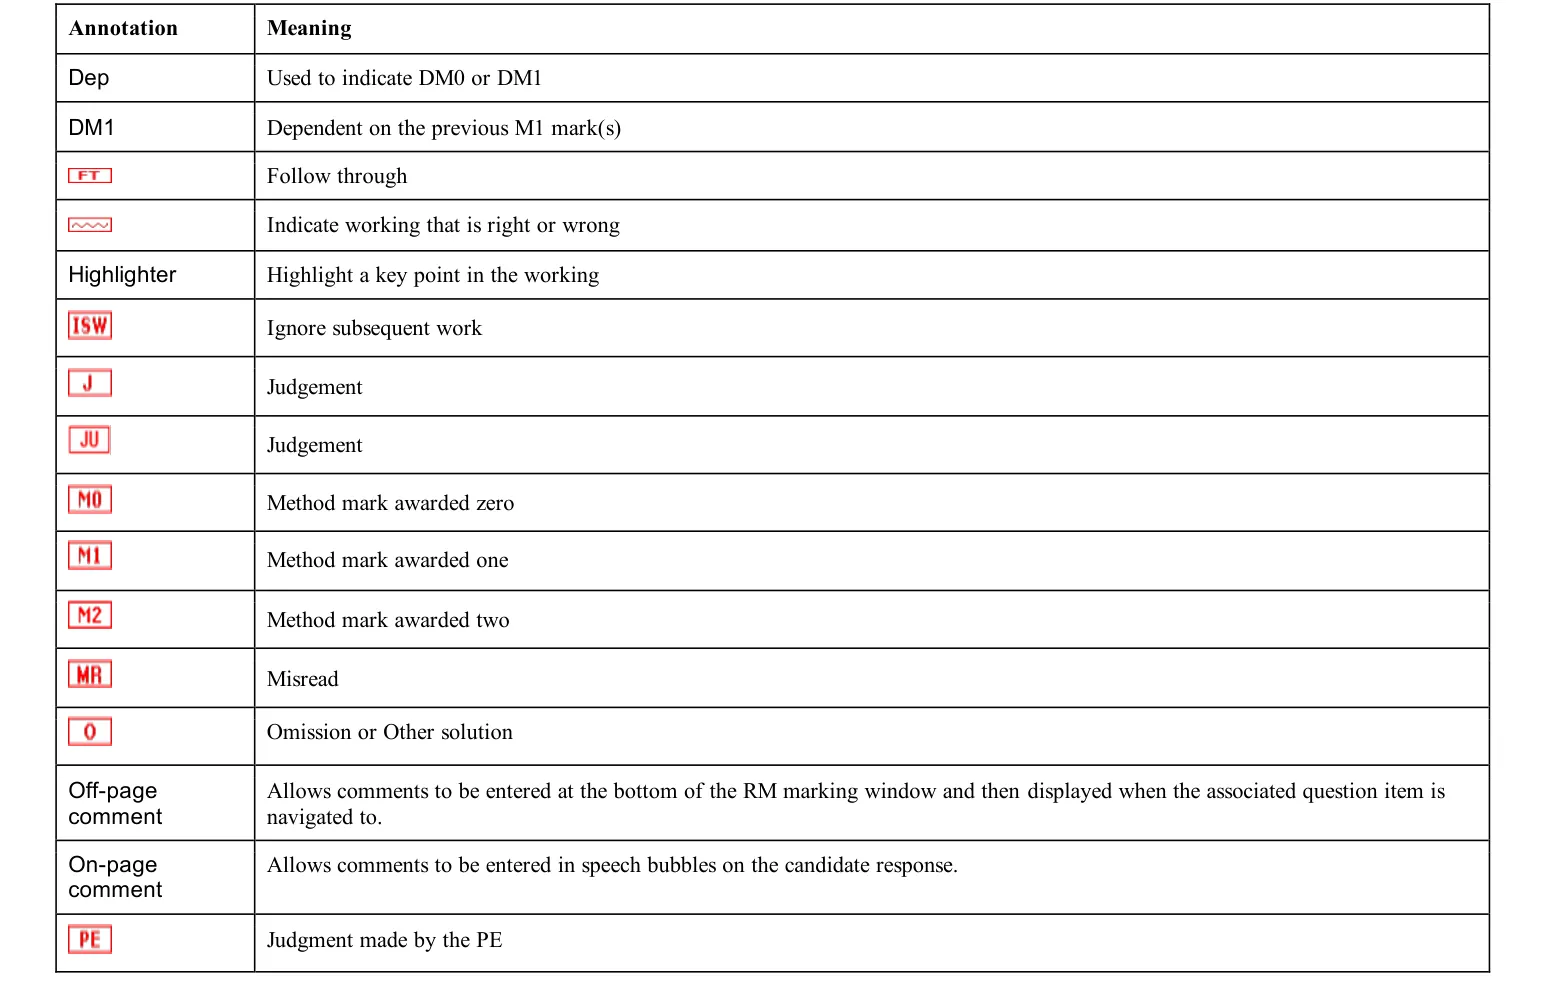 Annotation Meaning
Dep Used to indicate DM0 or DM1
DM1 Dependent on the previous M1 mark(s)
FT Follow through
Indicate working that is right or wrong
Highlighter Highlight a key point in the working
ISW Ignore subsequent work
J Judgement
JU Judgement
M0 Method mark awarded zero
M1 Method mark awarded one
M2 Method mark awarded two
MR Misread
O Omission or Other solution
Off-page
comment
Allows comments to be entered at the bottom of the RM marking window and then displayed when the associated question item is
navigated to.
On-page
comment
Allows comments to be entered in speech bubbles on the candidate response.
PE Judgment made by the PE